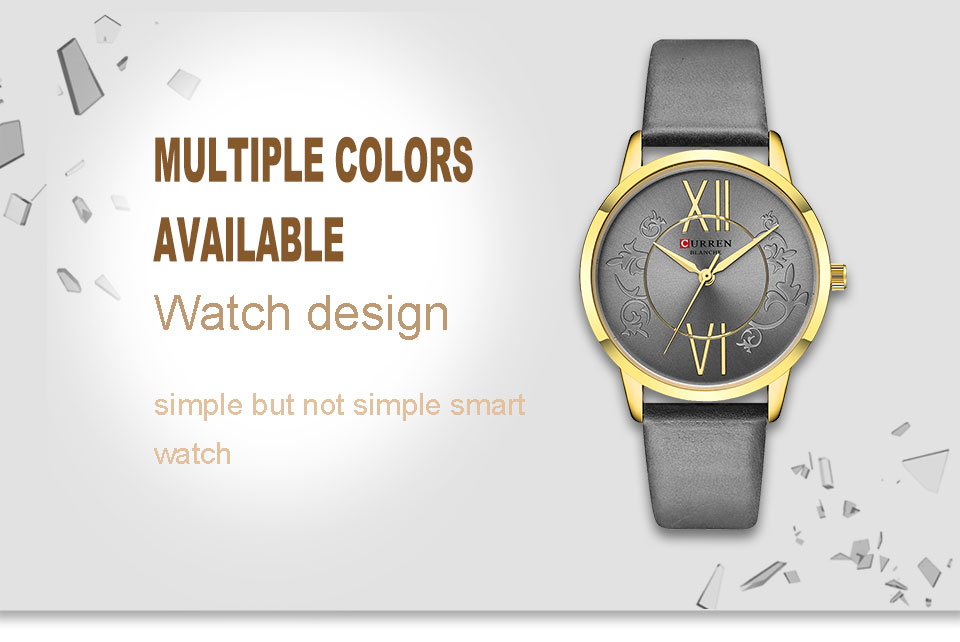 MULTIPLE COLORS
AVAILABLE
Watch design
simple but not simple smart
watch
XII
CURREN
BLANCHE
VI